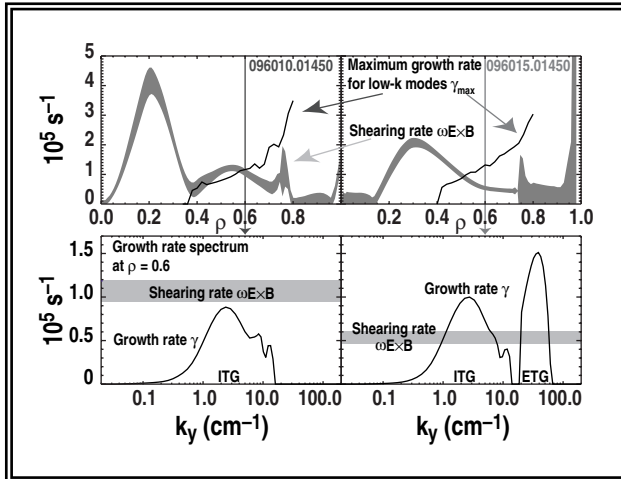 5
4
3
2
1
0
10⁵ s⁻¹
096010.01450
Maximum growth rate
for low-k modes γmax
Shearing rate ωE×B
096015.01450
0.0 0.2 0.4 ρ 0.6 0.8 0.2 0.4 ρ 0.6 0.8 1.0
1.5
1.0
0.5
0
10⁵ s⁻¹
Growth rate spectrum
at ρ = 0.6
Shearing rate ωE×B
Growth rate γ
ITG
Growth rate γ
Shearing rate
ωE×B
ITG
ETG
0.1 1.0 10.0 100.0 0.1 1.0 10.0 100.0
ky (cm⁻¹) ky (cm⁻¹)